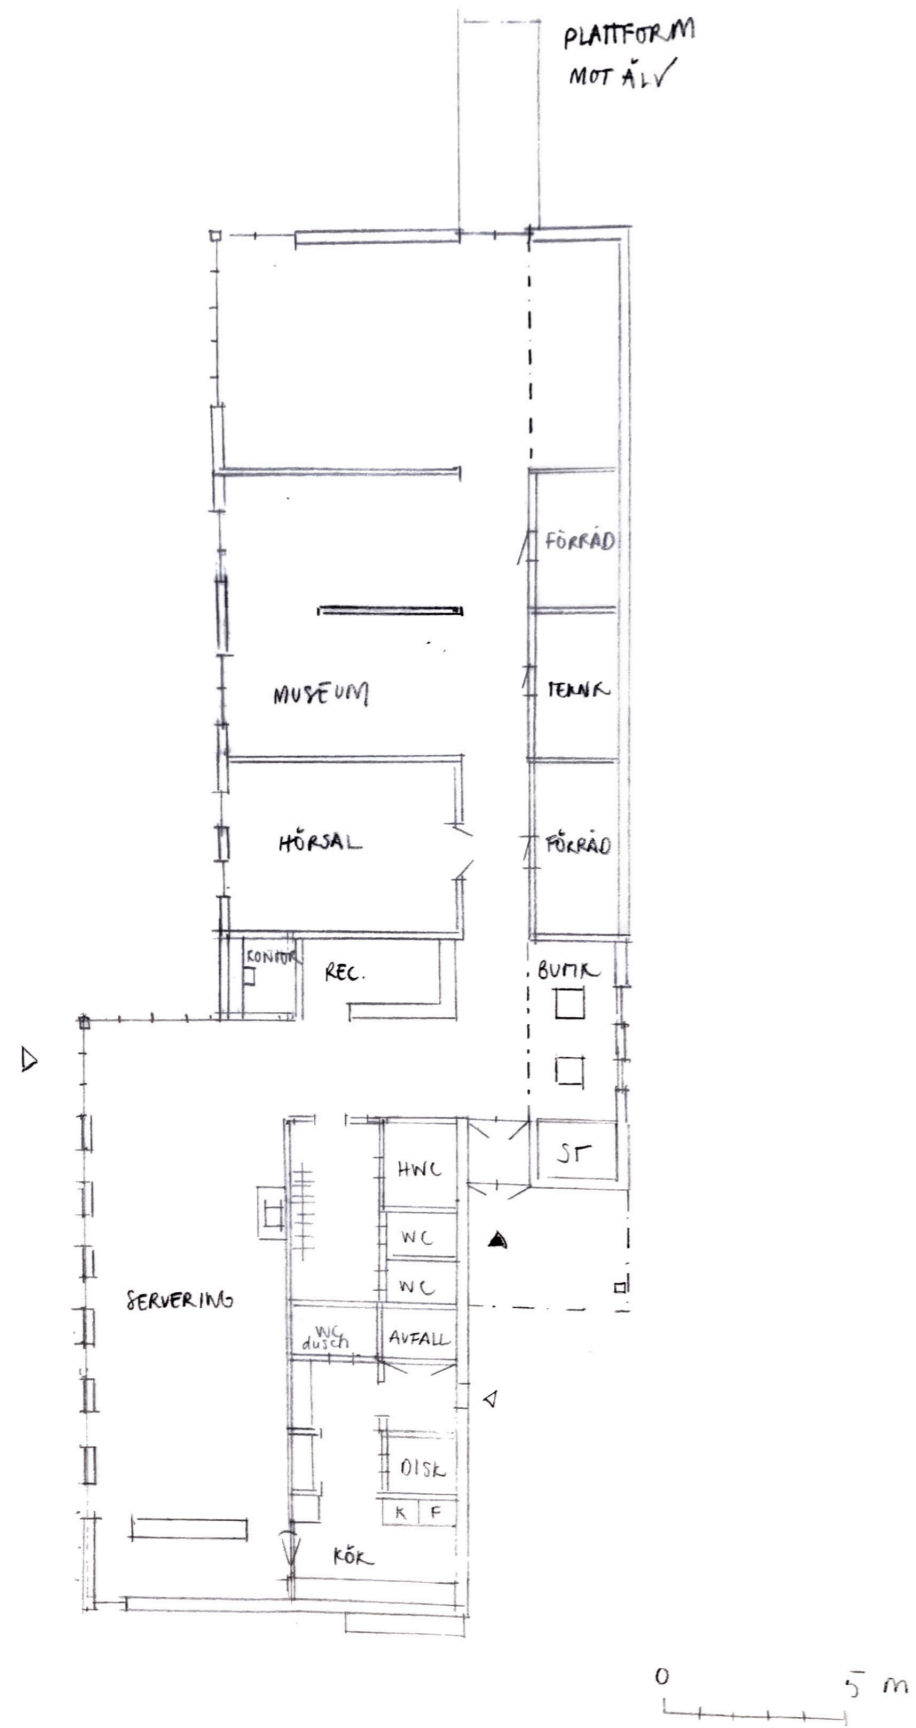 PLATTFORM
MOT ÄLV
FÖRRÅD
MUSEUM
TEKNIK
HÖRSAL
FÖRRÅD
KONTOR
REC.
BUTIK
ST
HWC
WC
WC
SERVERING
WC
dusch
AVFALL
DISK
K F
KÖK
0 5 m